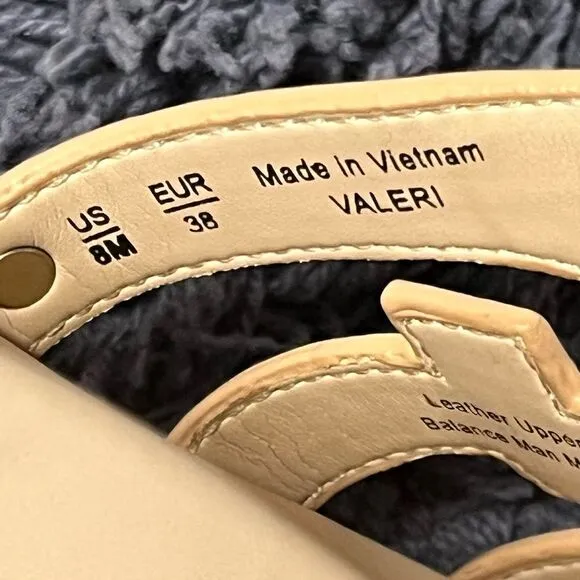 US
8M
EUR
38
Made In Vietnam
VALERI
Leather Upper
Balance Man M